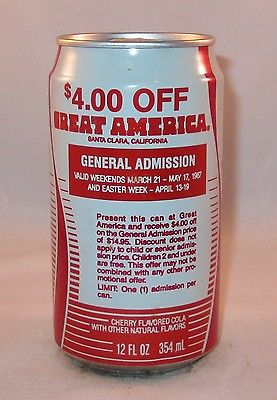 $4.00 OFF
GREAT AMERICA.
SANTA CLARA, CALIFORNIA
GENERAL ADMISSION
VALID WEEKENDS MARCH 21 - MAY 17, 1987
AND EASTER WEEK - APRIL 13-19
Present this can at Great
America and receive $4.00 off
on the General Admission price
of $14.95. Discount does not
apply to child or senior admis-
sion price. Children 2 and under
are free. This offer may not be
combined with any other pro-
motional offer.
LIMIT: One (1) admission per
can.
CHERRY FLAVORED COLA
WITH OTHER NATURAL FLAVORS
12 FL OZ 354 mL